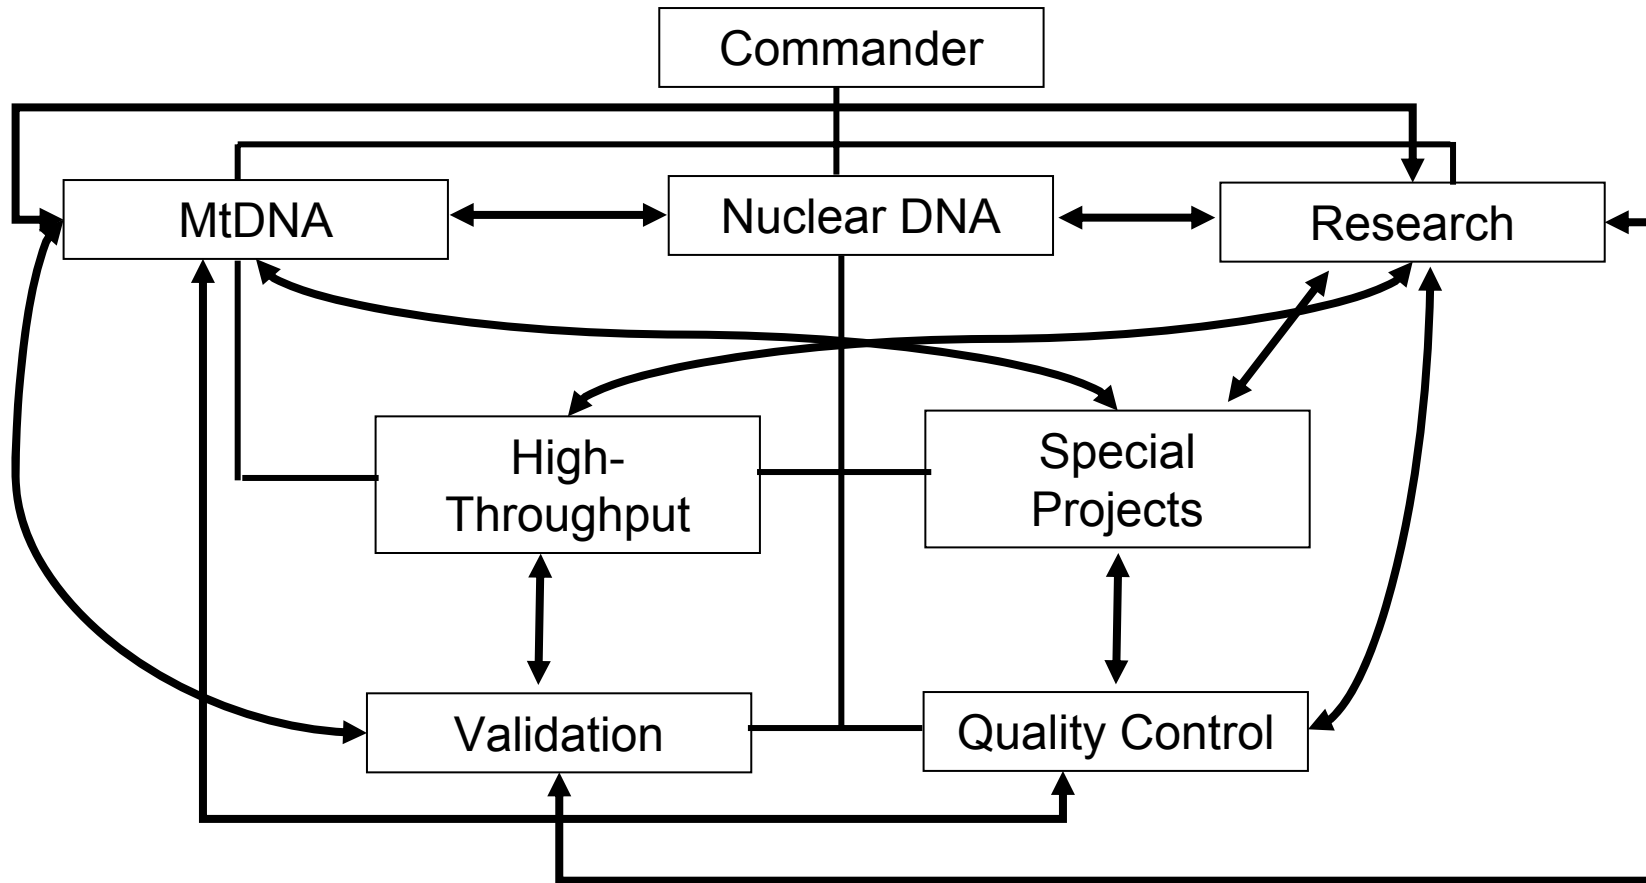 Commander
MtDNA
Nuclear DNA
Research
High-
Throughput
Special
Projects
Validation
Quality Control